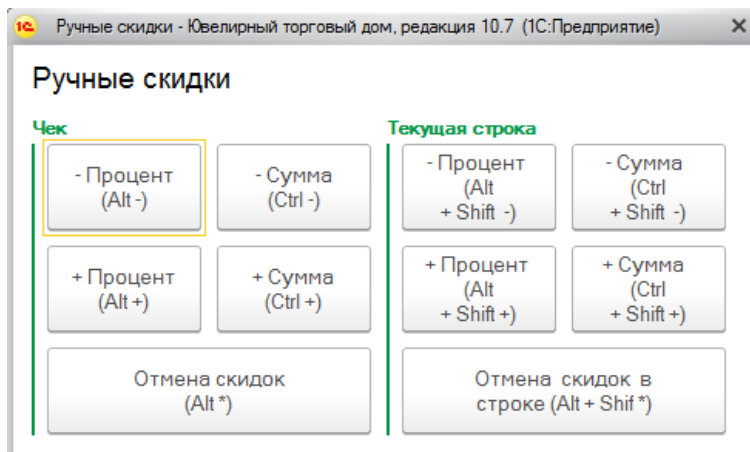 1С Ручные скидки - Ювелирный торговый дом, редакция 10.7 (1С:Предприятие)
Ручные скидки
Чек
- Процент
(Alt -)
- Сумма
(Ctrl -)
+ Процент
(Alt +)
+ Сумма
(Ctrl +)
Отмена скидок
(Alt *)
Текущая строка
- Процент
(Alt
+ Shift -)
- Сумма
(Ctrl
+ Shift -)
+ Процент
(Alt
+ Shift +)
+ Сумма
(Ctrl
+ Shift +)
Отмена скидок в
строке (Alt + Shif *)